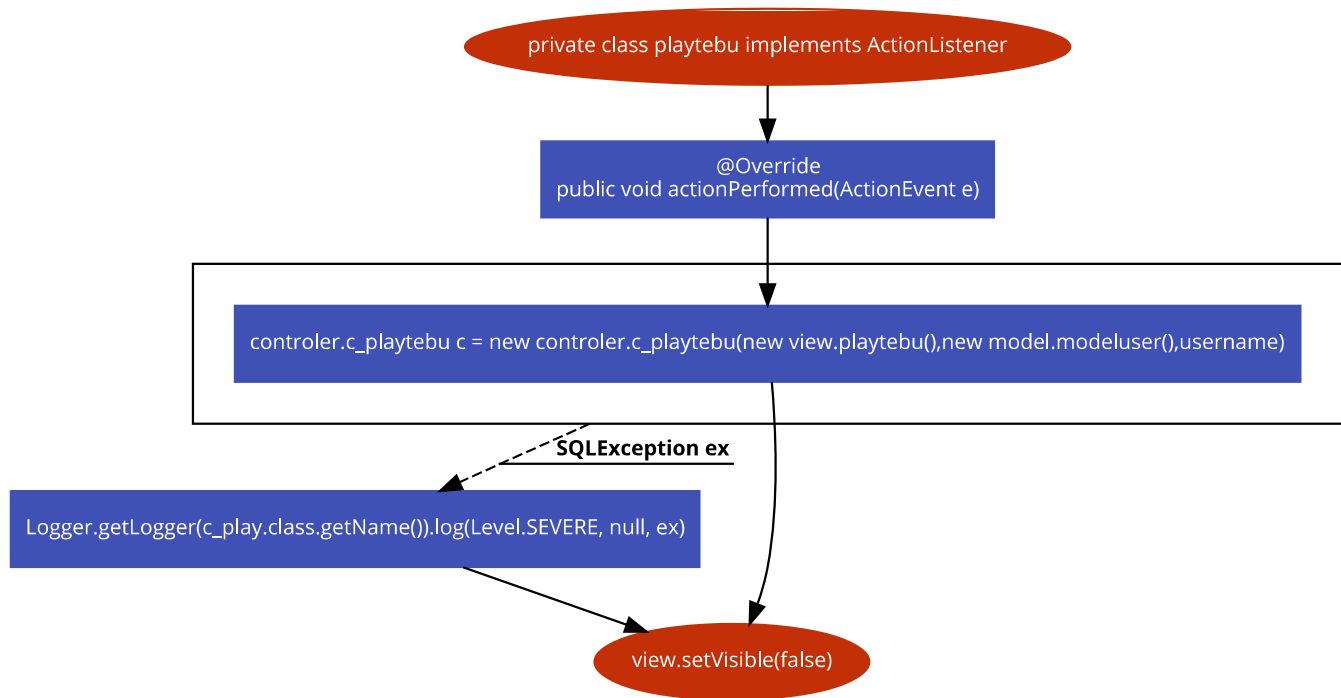 private class playtebu implements ActionListener
@Override
public void actionPerformed(ActionEvent e)
controler.c_playtebu c = new controler.c_playtebu(new view.playtebu(),new model.modeluser(),username)
SQLException ex
Logger.getLogger(c_play.class.getName()).log(Level.SEVERE, null, ex)
view.setVisible(false)